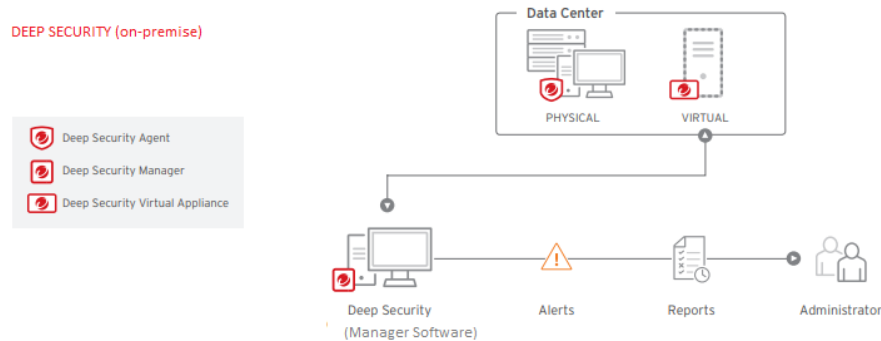 DEEP SECURITY (on-premise)
Deep Security Agent
Deep Security Manager
Deep Security Virtual Appliance
Data Center
PHYSICAL
VIRTUAL
Deep Security
(Manager Software)
Alerts
Reports
Administrator